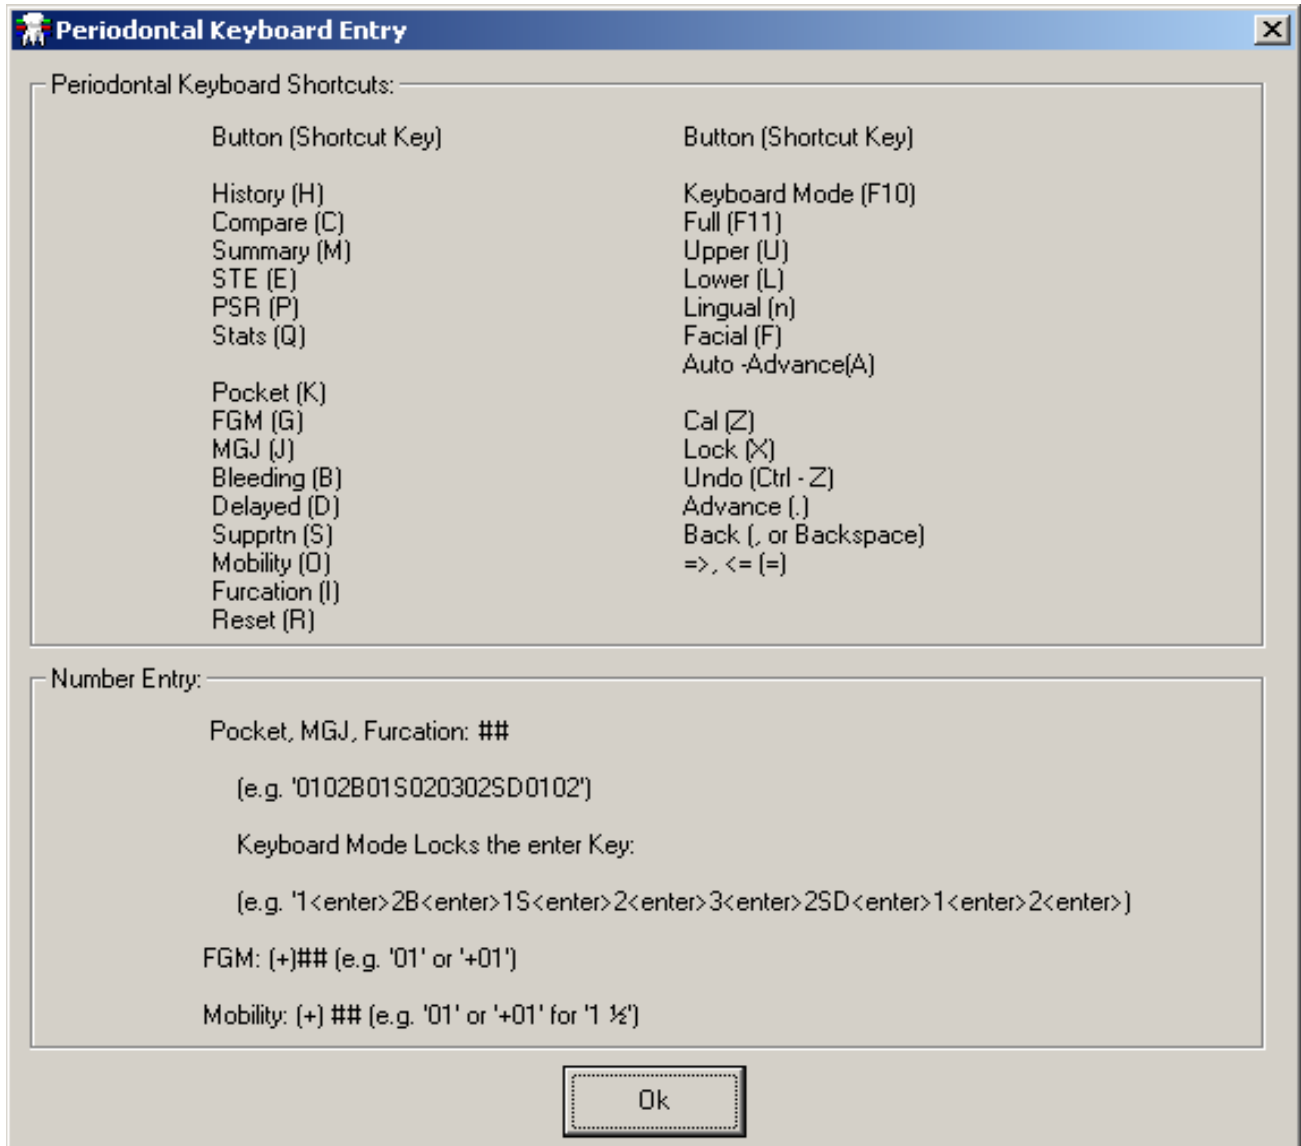 Periodontal Keyboard Entry
Periodontal Keyboard Shortcuts:
Button (Shortcut Key)
History (H)
Compare (C)
Summary (M)
STE (E)
PSR (P)
Stats (Q)
Pocket (K)
FGM (G)
MGJ (J)
Bleeding (B)
Delayed (D)
Supprtn (S)
Mobility (O)
Furcation (I)
Reset (R)
Button (Shortcut Key)
Keyboard Mode (F10)
Full (F11)
Upper (U)
Lower (L)
Lingual (n)
Facial (F)
Auto -Advance(A)
Cal (Z)
Lock (X)
Undo (Ctrl - Z)
Advance (.)
Back (, or Backspace)
=>, <= (=)
Number Entry:
Pocket, MGJ, Furcation: ##
(e.g. '0102B01S020302SD0102')
Keyboard Mode Locks the enter Key:
(e.g. '1<enter>2B<enter>1S<enter>2<enter>3<enter>2SD<enter>1<enter>2<enter>)
FGM: (+)## (e.g. '01' or '+01')
Mobility: (+) ## (e.g. '01' or '+01' for '1 ½')
Ok